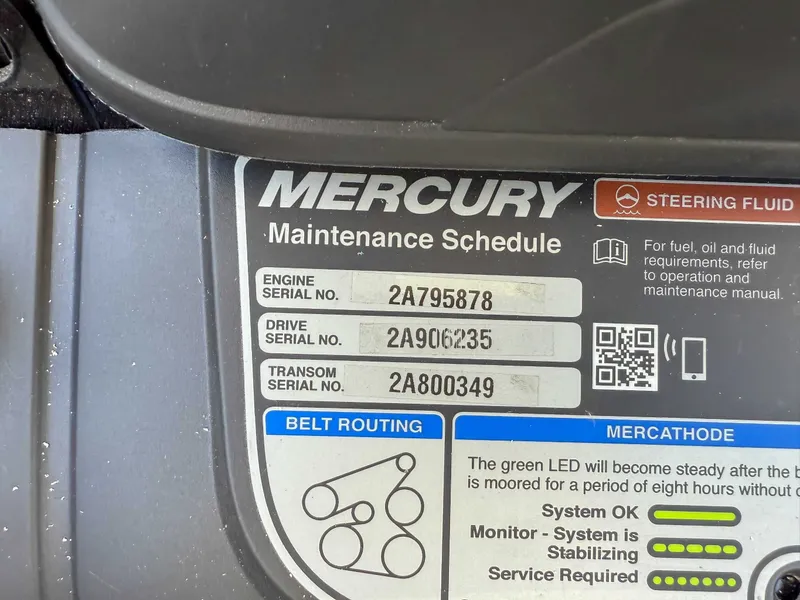 MERCURY
STEERING FLUID
Maintenance Schedule
For fuel, oil and fluid
requirements, refer
to operation and
maintenance manual.
ENGINE
SERIAL NO. 2A795878
DRIVE
SERIAL NO. 2A906235
TRANSOM
SERIAL NO. 2A800349
BELT ROUTING
MERCATHODE
The green LED will become steady after the
is moored for a period of eight hours without
System OK
Monitor - System is
Stabilizing
Service Required